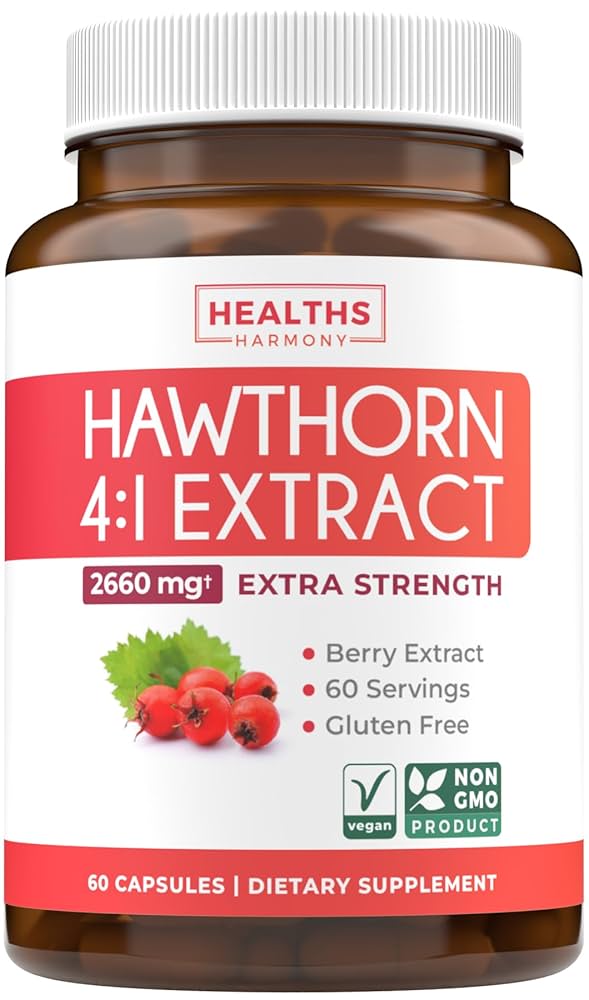 HEALTHS
HARMONY
HAWTHORN
4:1 EXTRACT
2660 mg† EXTRA STRENGTH
• Berry Extract
• 60 Servings
• Gluten Free
V
vegan
NON
GMO
PRODUCT
60 CAPSULES | DIETARY SUPPLEMENT